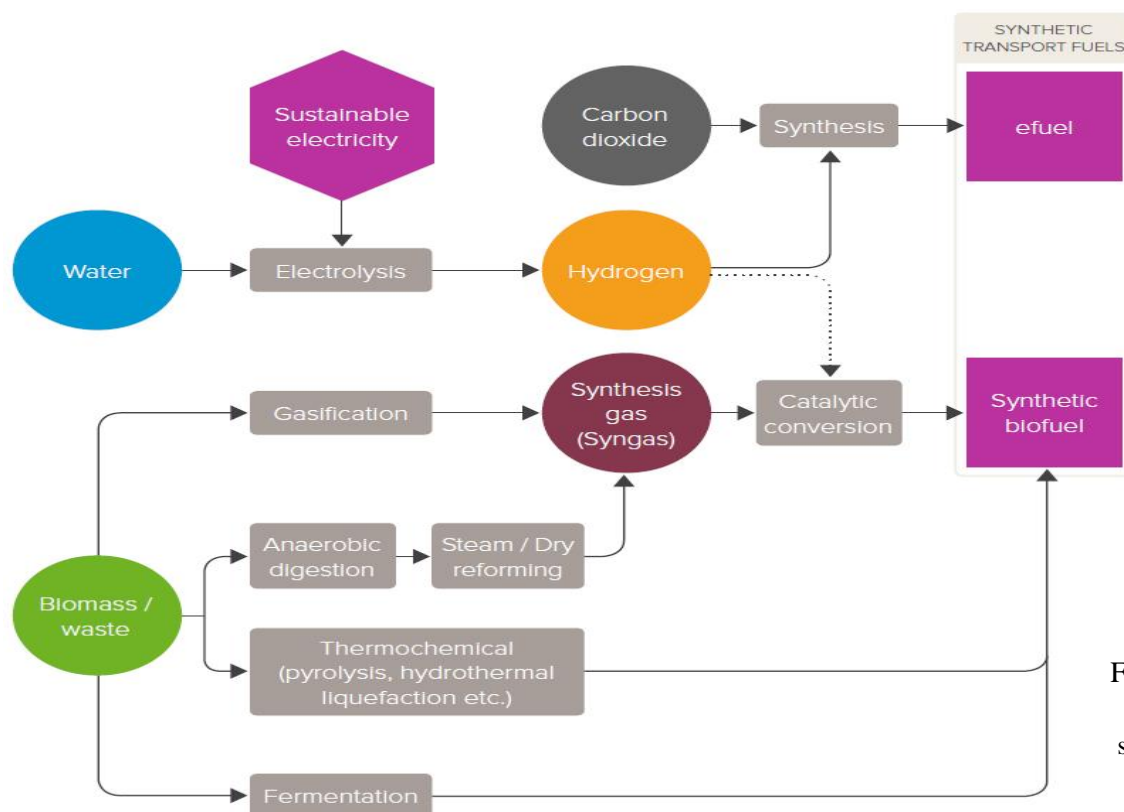 SYNTHETIC
TRANSPORT FUELS
Sustainable
electricity
Carbon
dioxide
Synthesis
efuel
Water
Electrolysis
Hydrogen
Gasification
Synthesis
gas
(Syngas)
Catalytic
conversion
Synthetic
biofuel
Anaerobic
digestion
Steam / Dry
reforming
Biomass /
waste
Thermochemical
(pyrolysis, hydrothermal
liquefaction etc.)
F
s
Fermentation